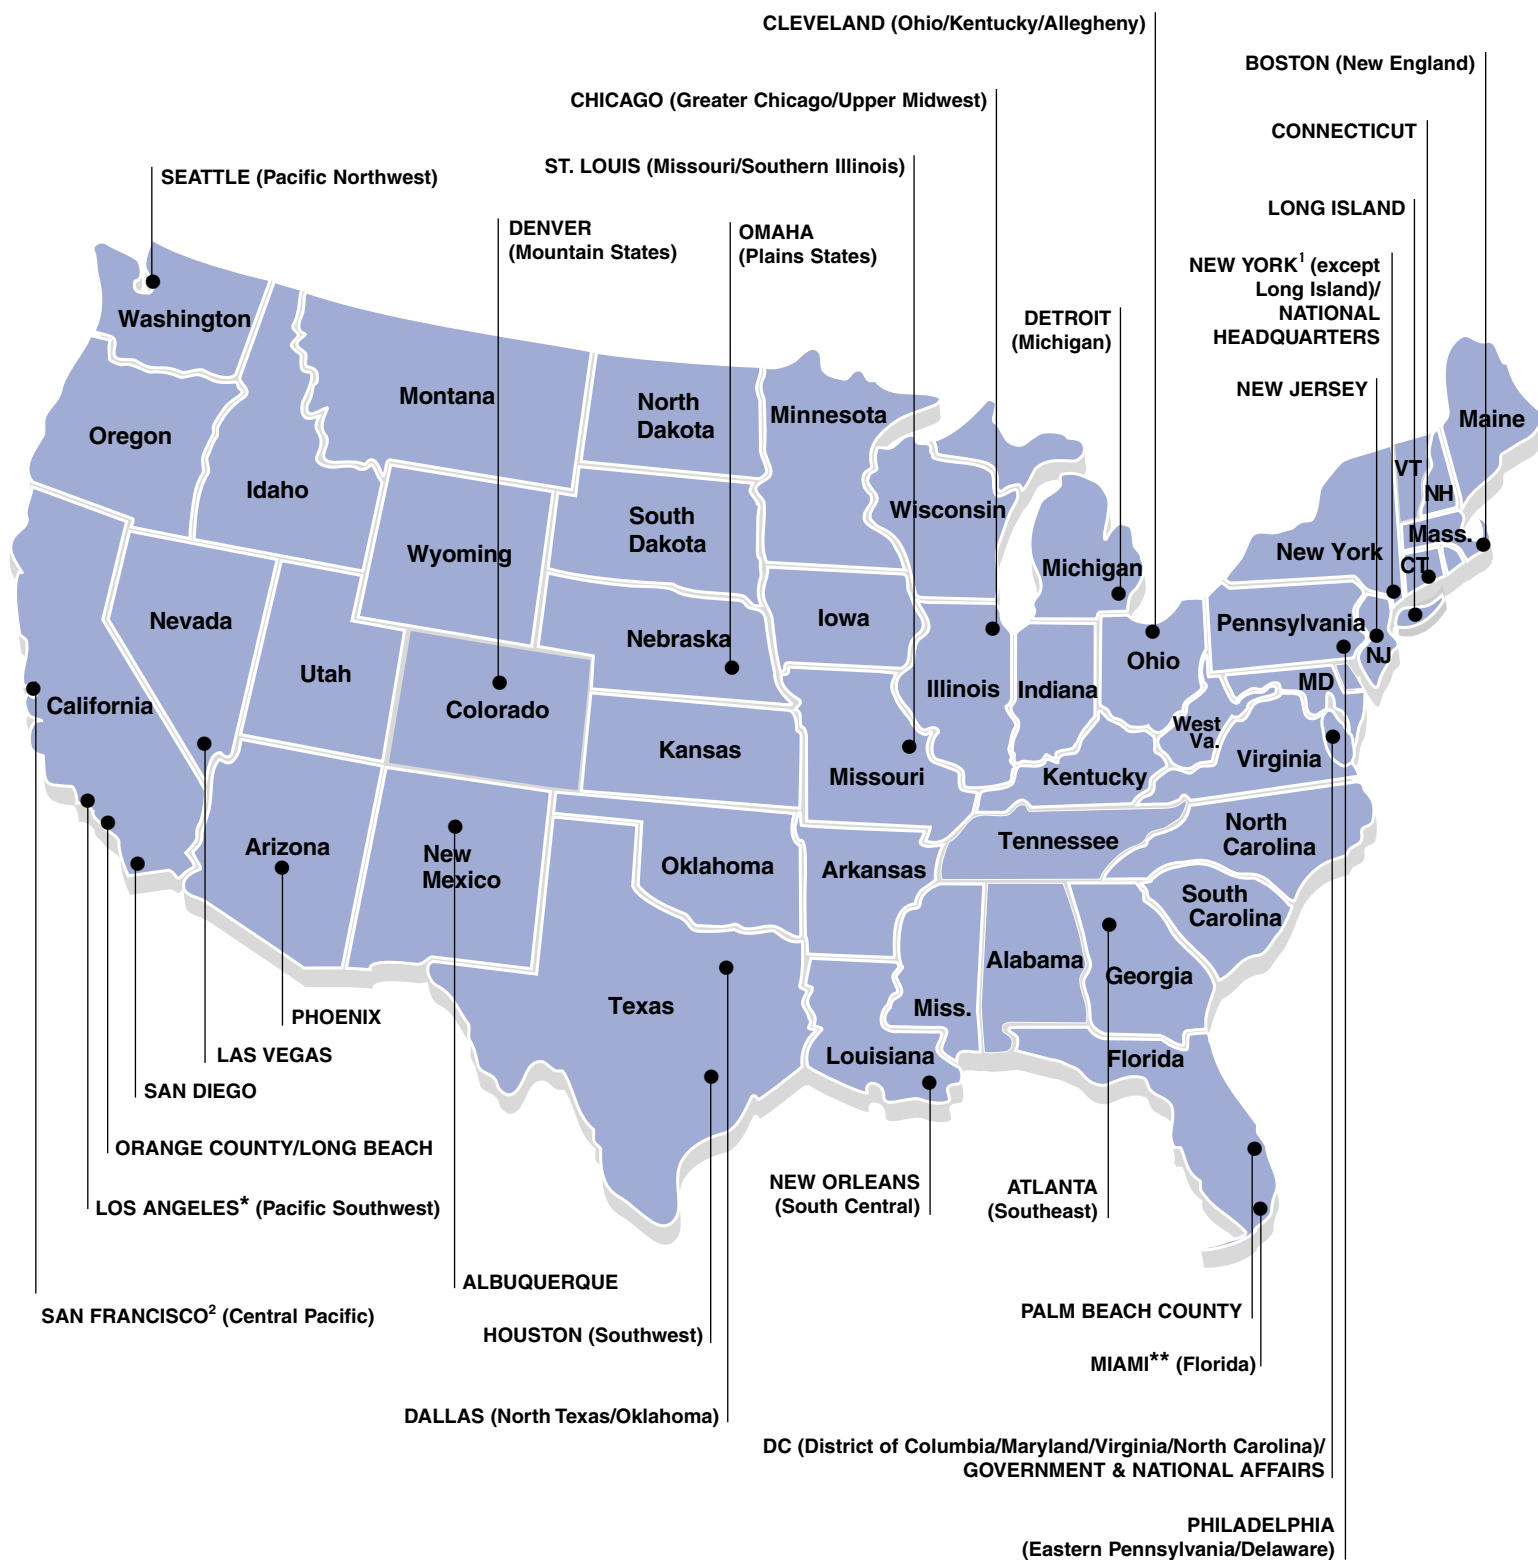 CLEVELAND (Ohio/Kentucky/Allegheny)
BOSTON (New England)
CHICAGO (Greater Chicago/Upper Midwest)
CONNECTICUT
ST. LOUIS (Missouri/Southern Illinois)
SEATTLE (Pacific Northwest)
LONG ISLAND
DENVER
(Mountain States)
OMAHA
(Plains States)
NEW YORK¹ (except
Long Island)/
NATIONAL
HEADQUARTERS
DETROIT
(Michigan)
NEW JERSEY
Washington
Montana
North
Dakota
Minnesota
Maine
Oregon
VT
NH
Idaho
Wisconsin
South
Dakota
Mass.
Wyoming
New York
CT
Michigan
Nevada
Nebraska
Iowa
Pennsylvania
NJ
Ohio
Utah
Illinois
Indiana
MD
California
Colorado
West
Va.
Kansas
Missouri
Kentucky
Virginia
Arizona
New
Mexico
Oklahoma
Arkansas
Tennessee
North
Carolina
South
Carolina
Alabama
Georgia
Texas
Miss.
Louisiana
Florida
PHOENIX
LAS VEGAS
SAN DIEGO
ORANGE COUNTY/LONG BEACH
LOS ANGELES* (Pacific Southwest)
NEW ORLEANS
(South Central)
ATLANTA
(Southeast)
ALBUQUERQUE
SAN FRANCISCO² (Central Pacific)
PALM BEACH COUNTY
HOUSTON (Southwest)
MIAMI** (Florida)
DALLAS (North Texas/Oklahoma)
DC (District of Columbia/Maryland/Virginia/North Carolina)/
GOVERNMENT & NATIONAL AFFAIRS
PHILADELPHIA
(Eastern Pennsylvania/Delaware)